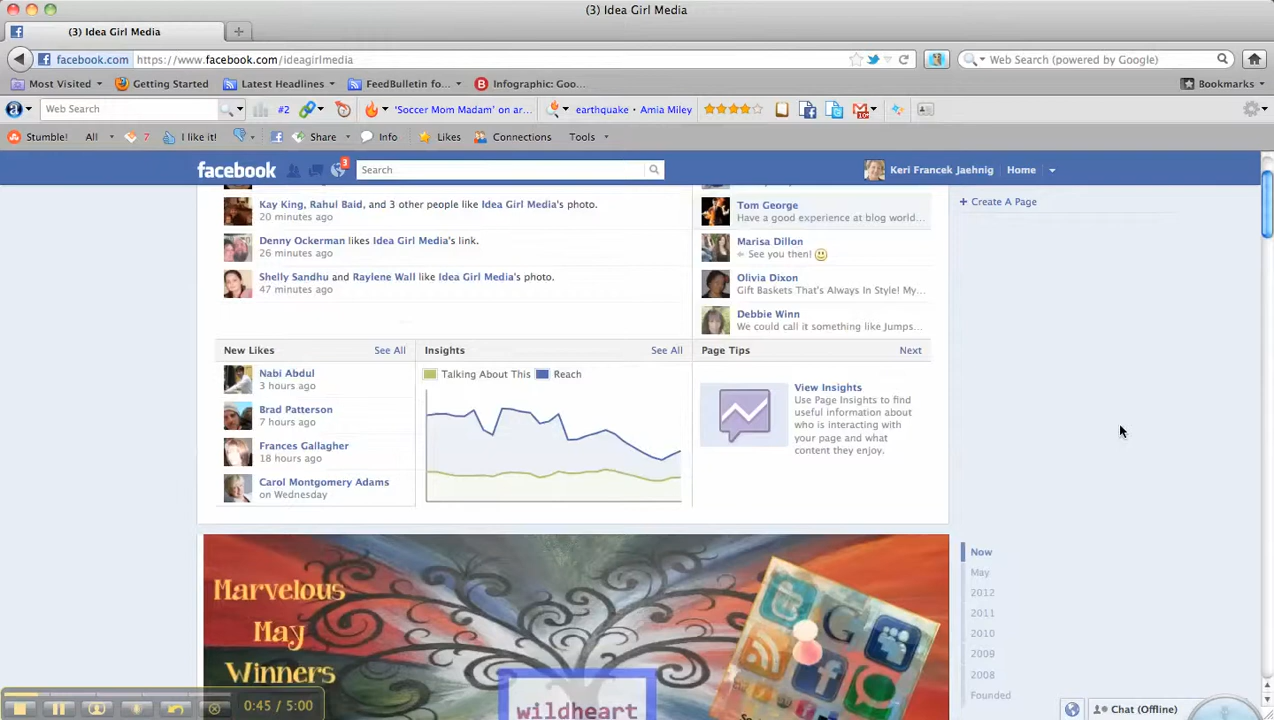 (3) Idea Girl Media
(3) Idea Girl Media
facebook.com https://www.facebook.com/ideagirlmedia Web Search (powered by Google)
Most Visited Getting Started Latest Headlines FeedBulletin fo... Infographic: Goo... Bookmarks
a Web Search #2 'Soccer Mom Madam' on ar... earthquake · Amia Miley
Stumble! All 7 I like it! Share Info Likes Connections Tools
facebook 3 Search Keri Francek Jaehnig Home
Kay King, Rahul Baid, and 3 other people like Idea Girl Media's photo.
20 minutes ago
Denny Ockerman likes Idea Girl Media's link.
26 minutes ago
Shelly Sandhu and Raylene Wall like Idea Girl Media's photo.
47 minutes ago
Tom George
Have a good experience at blog world...
Marisa Dillon
See you then!
Olivia Dixon
Gift Baskets That's Always In Style! My...
Debbie Winn
We could call it something like Jumps...
+ Create A Page
New Likes See All
Nabi Abdul
3 hours ago
Brad Patterson
7 hours ago
Frances Gallagher
18 hours ago
Carol Montgomery Adams
on Wednesday
Insights See All
Talking About This Reach
Page Tips Next
View Insights
Use Page Insights to find
useful information about
who is interacting with
your page and what
content they enjoy.
Now
May
2012
2011
2010
2009
2008
Founded
Marvelous
May
Winners
wildheart
0:45 / 5:00
Chat (Offline)